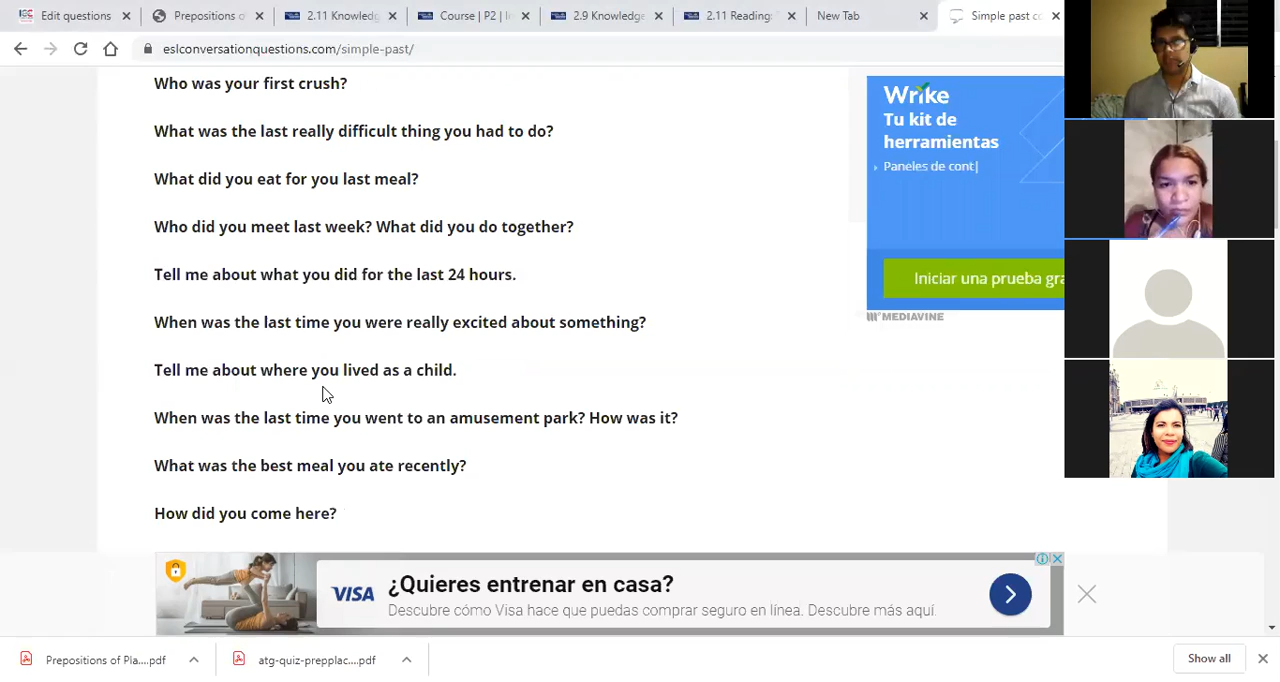 Edit questions
Prepositions o
2.11 Knowledg
Course | P2 | I
2.9 Knowledge
2.11 Reading:
New Tab
Simple past co
eslconversationquestions.com/simple-past/
Who was your first crush?
What was the last really difficult thing you had to do?
What did you eat for you last meal?
Who did you meet last week? What did you do together?
Tell me about what you did for the last 24 hours.
When was the last time you were really excited about something?
Tell me about where you lived as a child.
When was the last time you went to an amusement park? How was it?
What was the best meal you ate recently?
How did you come here?
Wrike
Tu kit de
herramientas
Paneles de cont|
Iniciar una prueba gra
MEDIAVINE
VISA
¿Quieres entrenar en casa?
Descubre cómo Visa hace que puedas comprar seguro en línea. Descubre más aquí.
Prepositions of Pla....pdf
atg-quiz-prepplac....pdf
Show all